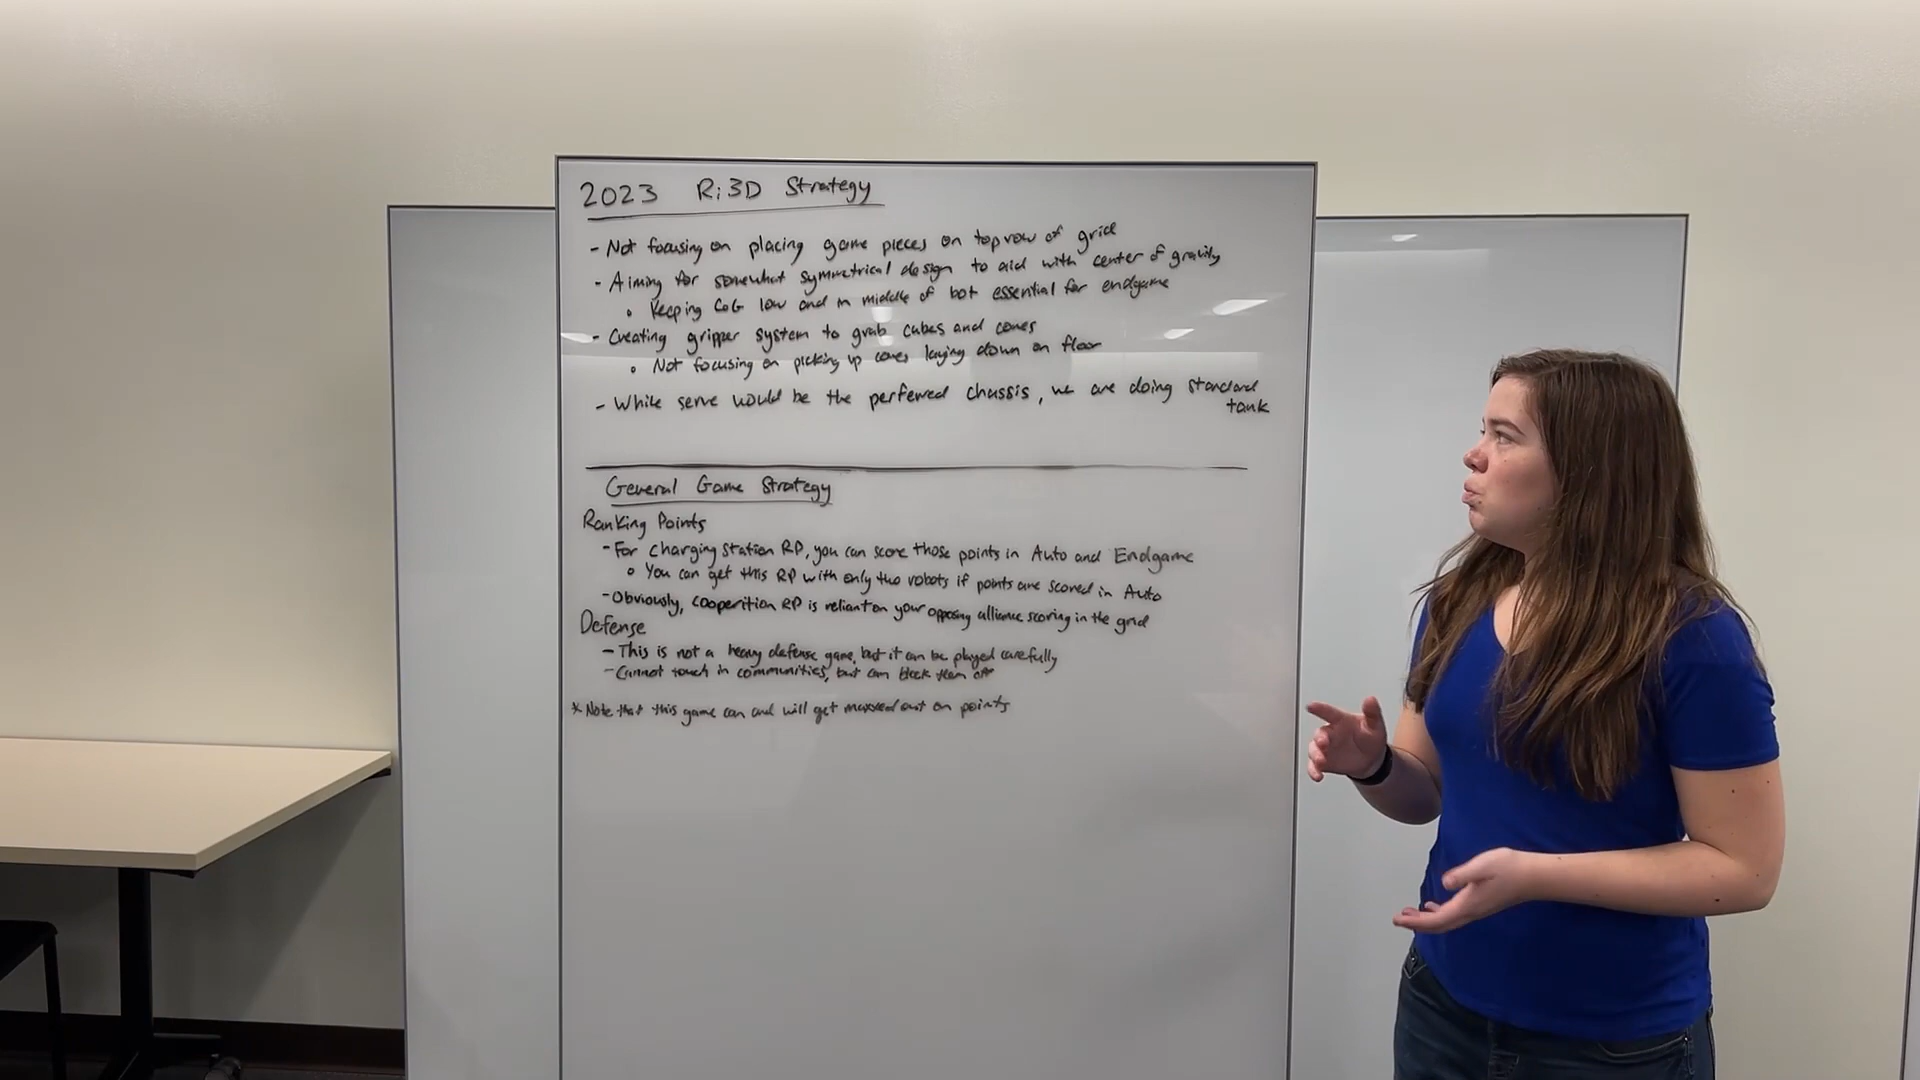 2023 Ri3D Strategy
- Not focusing on placing game pieces on top row of grid
- Aiming for somewhat symmetrical design to aid with center of gravity
◦ Keeping CoG low and in middle of bot essential for endgame
- Creating gripper system to grab cubes and cones
◦ Not focusing on picking up cones laying down on floor
- While serve would be the perferred chassis, we are doing standard
tank
General Game Strategy
Ranking Points
- For charging station RP, you can score those points in Auto and Endgame
◦ You can get this RP with only two robots if points are scored in Auto
- Obviously, cooperition RP is reliant on your opposing alliance scoring in the grid
Defense
- This is not a heavy defense game, but it can be played carefully
- Cannot touch in communities, but can block them off
* Note that this game can and will get maxxed out on points